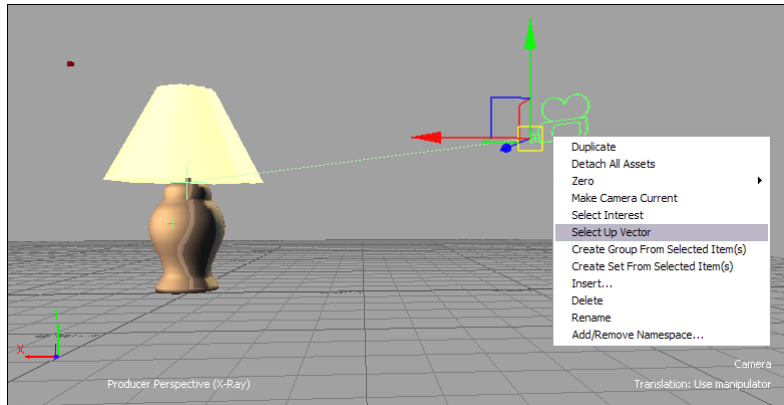 Duplicate
Detach All Assets
Zero
Make Camera Current
Select Interest
Select Up Vector
Create Group From Selected Item(s)
Create Set From Selected Item(s)
Insert...
Delete
Rename
Add/Remove Namespace...
Y
X
Camera
Producer Perspective (X-Ray)
Translation: Use manipulator